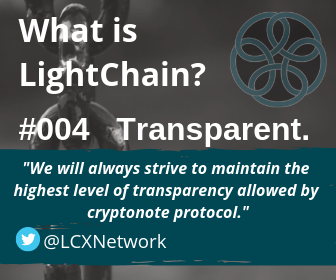 What is
LightChain?
#004 Transparent.
"We will always strive to maintain the
highest level of transparency allowed by
cryptonote protocol."
@LCXNetwork